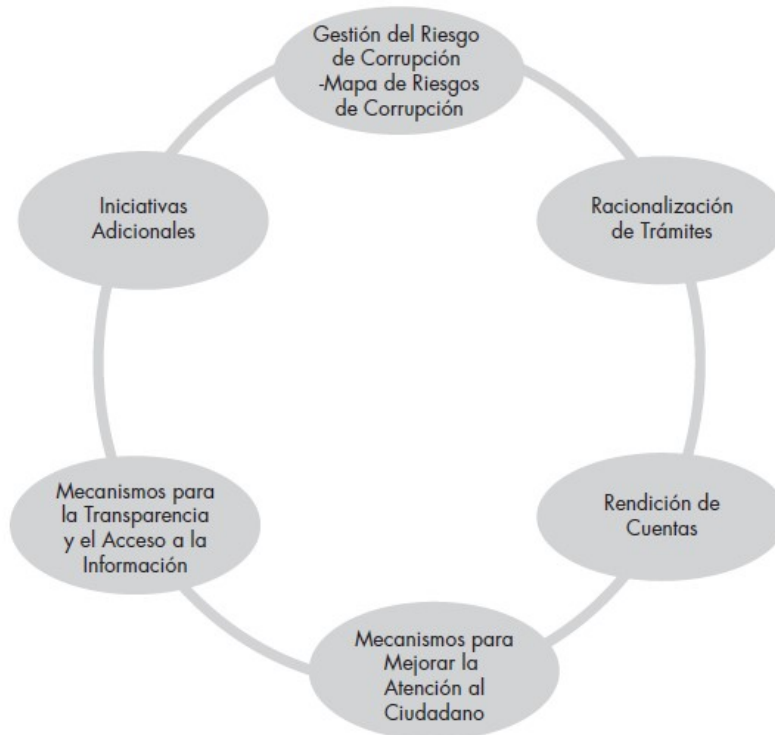 Gestión del Riesgo
de Corrupción
-Mapa de Riesgos
de Corrupción
Racionalización
de Trámites
Rendición de
Cuentas
Mecanismos para
Mejorar la
Atención al
Ciudadano
Mecanismos para
la Transparencia
y el Acceso a la
Información
Iniciativas
Adicionales